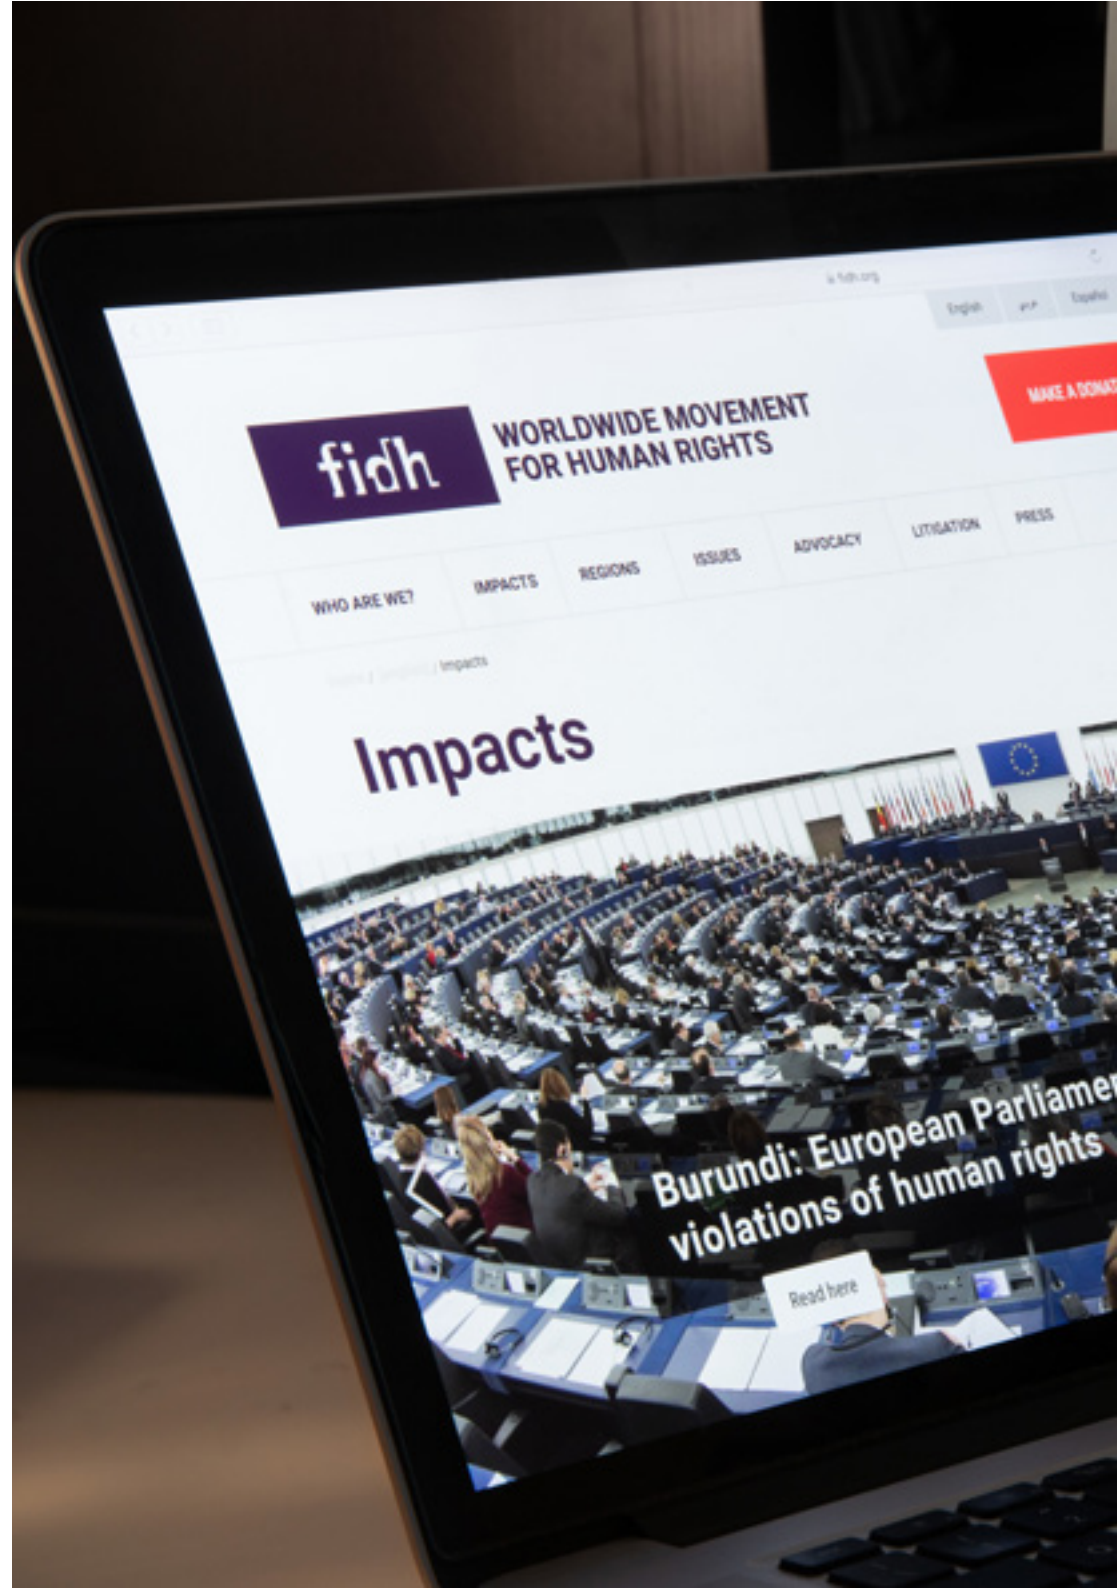 fidh.org
English
عربي
Español
fidh
WORLDWIDE MOVEMENT
FOR HUMAN RIGHTS
MAKE A DONAT
WHO ARE WE?
IMPACTS
REGIONS
ISSUES
ADVOCACY
LITIGATION
PRESS
/ / Impacts
Impacts
Burundi: European Parliamen
violations of human rights
Read here